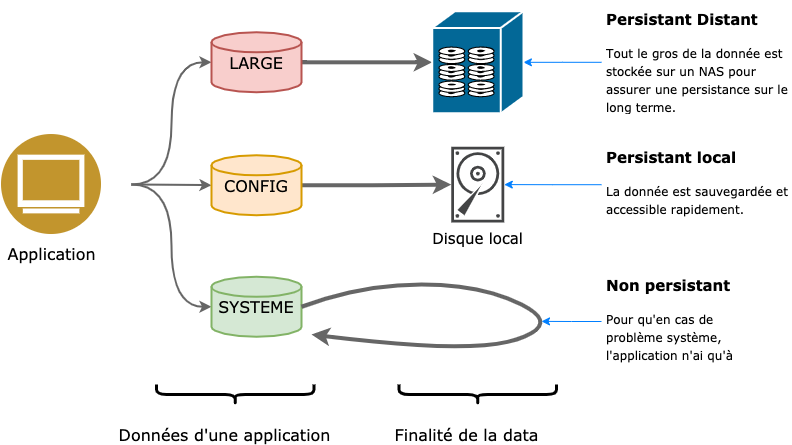 Persistant Distant
LARGE
Tout le gros de la donnée est
stockée sur un NAS pour
assurer une persistance sur le
long terme.
Persistant local
CONFIG
La donnée est sauvegardée et
accessible rapidement.
Application
Disque local
Non persistant
SYSTEME
Pour qu'en cas de
problème système,
l'application n'ai qu'à
Données d'une application
Finalité de la data